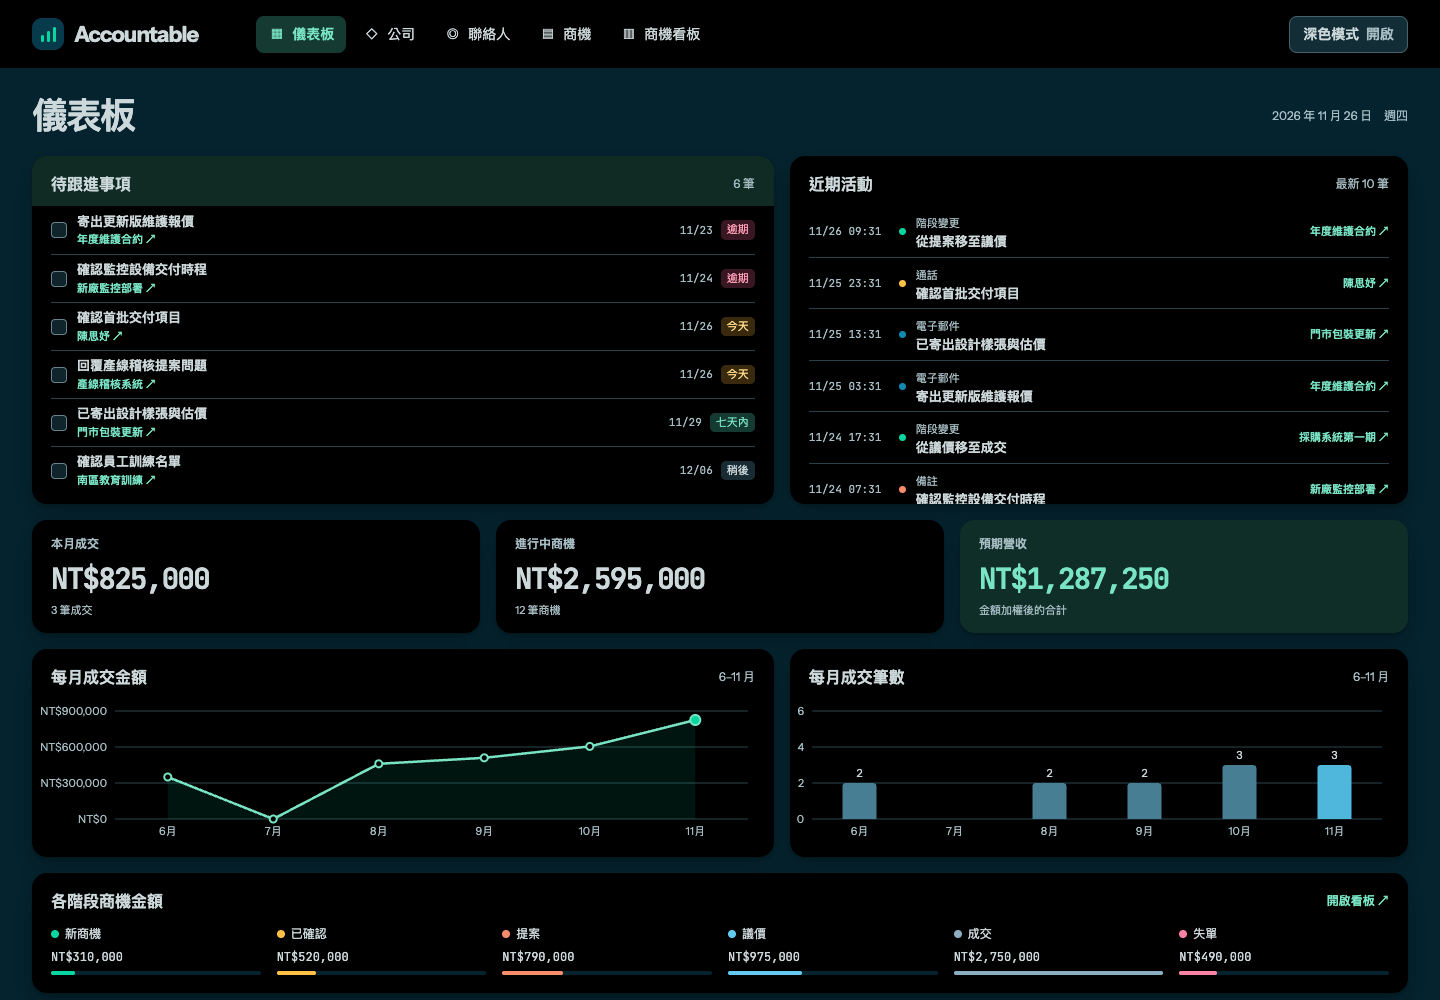 Accountable
儀表板
公司
聯絡人
商機
商機看板
深色模式 開啟
儀表板
2026 年 11 月 26 日 週四
待跟進事項
6 筆
寄出更新版維護報價
年度維護合約 ↗
11/23 逾期
確認監控設備交付時程
新廠監控部署 ↗
11/24 逾期
確認首批交付項目
陳思妤 ↗
11/26 今天
回覆產線稽核提案問題
產線稽核系統 ↗
11/26 今天
已寄出設計樣張與估價
門市包裝更新 ↗
11/29 七天內
確認員工訓練名單
南區教育訓練 ↗
12/06 稍後
近期活動
最新 10 筆
11/26 09:31
階段變更
從提案移至議價
年度維護合約 ↗
11/25 23:31
通話
確認首批交付項目
陳思妤 ↗
11/25 13:31
電子郵件
已寄出設計樣張與估價
門市包裝更新 ↗
11/25 03:31
電子郵件
寄出更新版維護報價
年度維護合約 ↗
11/24 17:31
階段變更
從議價移至成交
採購系統第一期 ↗
11/24 07:31
備註
確認監控設備交付時程
新廠監控部署 ↗
本月成交
NT$825,000
3 筆成交
進行中商機
NT$2,595,000
12 筆商機
預期營收
NT$1,287,250
金額加權後的合計
每月成交金額
6–11 月
NT$900,000
NT$600,000
NT$300,000
NT$0
6月 7月 8月 9月 10月 11月
每月成交筆數
6–11 月
6
4
2
0
2 2 2 3 3
6月 7月 8月 9月 10月 11月
各階段商機金額
開啟看板 ↗
新商機
NT$310,000
已確認
NT$520,000
提案
NT$790,000
議價
NT$975,000
成交
NT$2,750,000
失單
NT$490,000